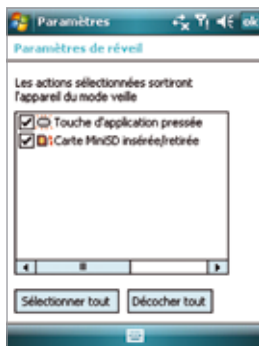 Paramètres
ok
Paramètres de réveil
Les actions sélectionnées sortiront
l'appareil du mode veille
Touche d'application pressée
Carte MiniSD insérée/retirée
Sélectionner tout
Décocher tout